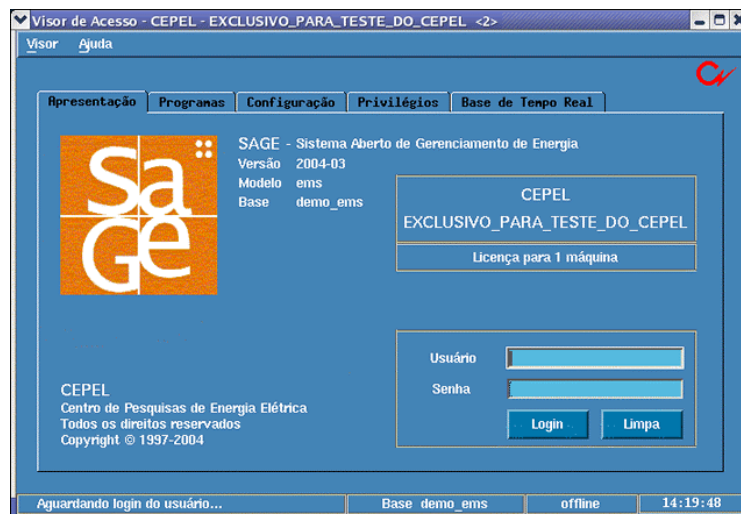 Visor de Acesso - CEPEL - EXCLUSIVO_PARA_TESTE_DO_CEPEL <2>
Visor Ajuda
Apresentação Programas Configuração Privilégios Base de Tempo Real
SaGe
SAGE - Sistema Aberto de Gerenciamento de Energia
Versão 2004-03
Modelo ems
Base demo_ems
CEPEL
EXCLUSIVO_PARA_TESTE_DO_CEPEL
Licença para 1 máquina
Usuário
Senha
Login Limpa
CEPEL
Centro de Pesquisas de Energia Elétrica
Todos os direitos reservados
Copyright © 1997-2004
Aguardando login do usuário... Base demo_ems offline 14:19:48